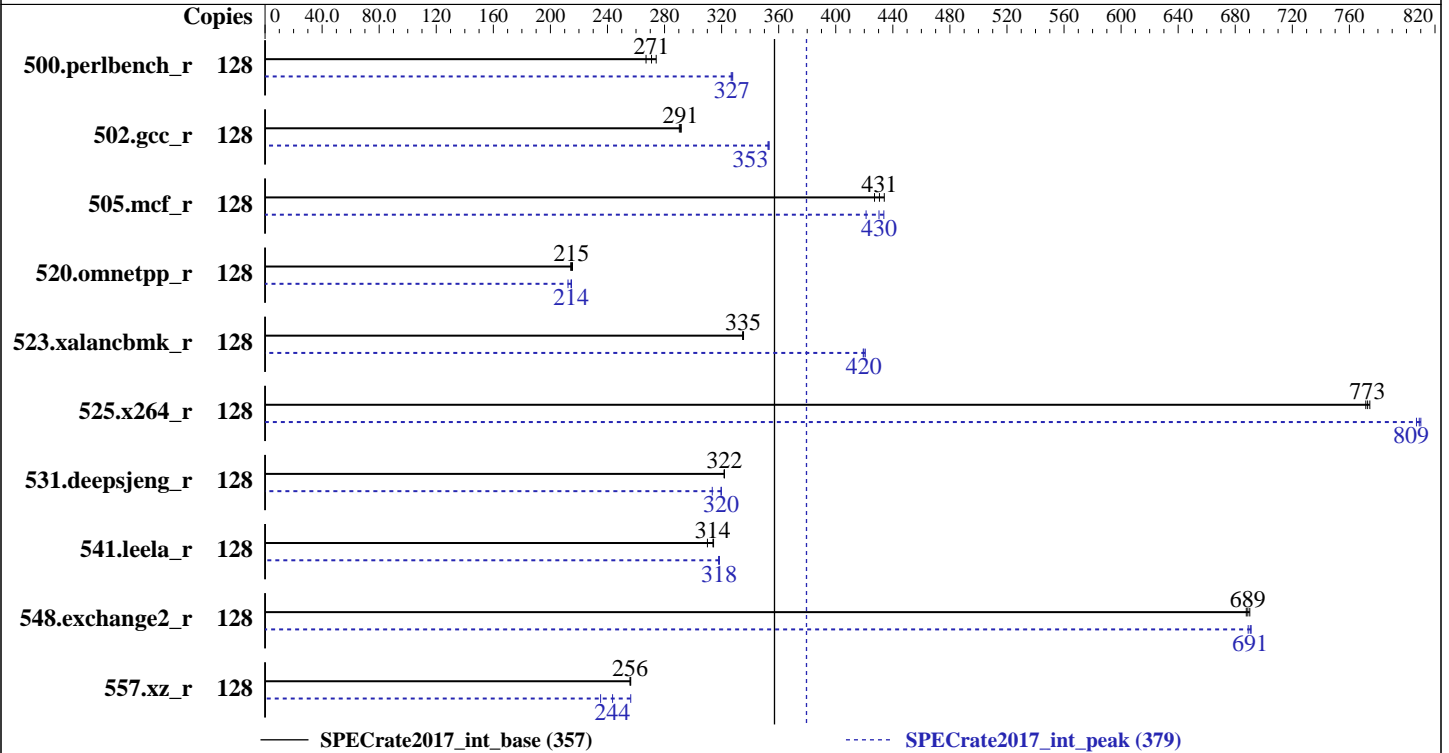 Copies 0 40.0 80.0 120 160 200 240 280 320 360 400 440 480 520 560 600 640 680 720 760 820
271
500.perlbench_r 128
327
291
502.gcc_r 128
353
431
505.mcf_r 128
430
215
520.omnetpp_r 128
214
335
523.xalancbmk_r 128
420
773
525.x264_r 128
809
322
531.deepsjeng_r 128
320
314
541.leela_r 128
318
689
548.exchange2_r 128
691
256
557.xz_r 128
244
SPECrate2017_int_base (357) SPECrate2017_int_peak (379)